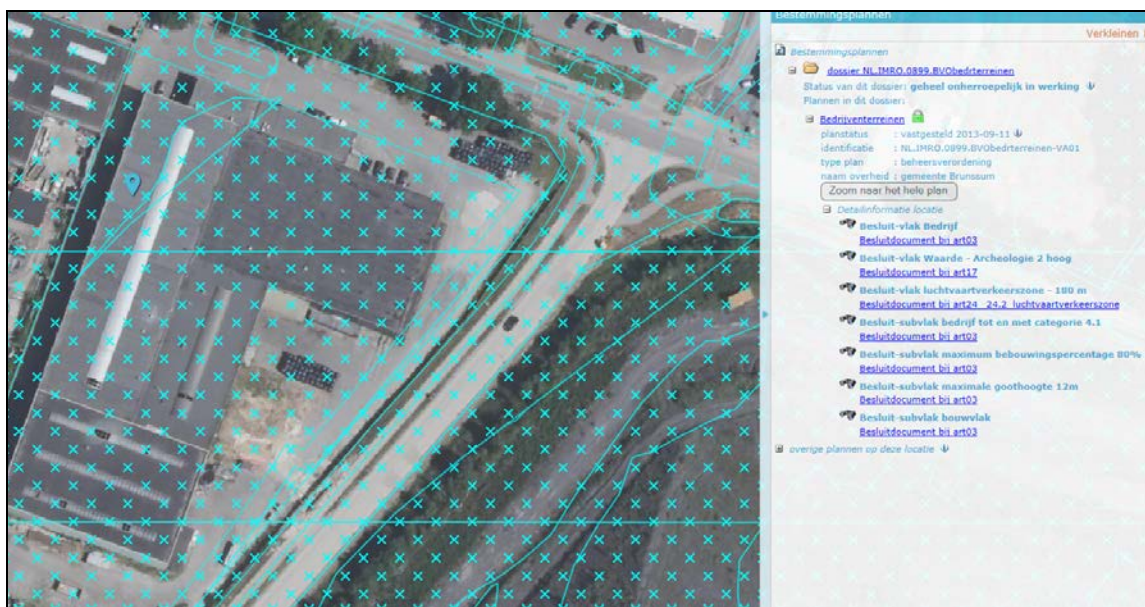 Bestemmingsplannen
Verkleinen
Bestemmingsplannen
dossier NL.IMRO.0899.BVObedrterreinen
Status van dit dossier: geheel onherroepelijk in werking
Plannen in dit dossier:
Bedrijventerreinen
planstatus : vastgesteld 2013-09-11
identificatie : NL.IMRO.0899.BVObedrterreinen-VA01
type plan : beheersverordening
naam overheid : gemeente Brunssum
Zoom naar het hele plan
Detailinformatie locatie
Besluit-vlak Bedrijf
Besluitdocument bij art03
Besluit-vlak Waarde - Archeologie 2 hoog
Besluitdocument bij art17
Besluit-vlak luchtvaartverkeerszone - 180 m
Besluitdocument bij art24 24.2 luchtvaartverkeerszone
Besluit-subvlak bedrijf tot en met categorie 4.1
Besluitdocument bij art03
Besluit-subvlak maximum bebouwingspercentage 80%
Besluitdocument bij art03
Besluit-subvlak maximale goothoogte 12m
Besluitdocument bij art03
Besluit-subvlak bouwvlak
Besluitdocument bij art03
overige plannen op deze locatie